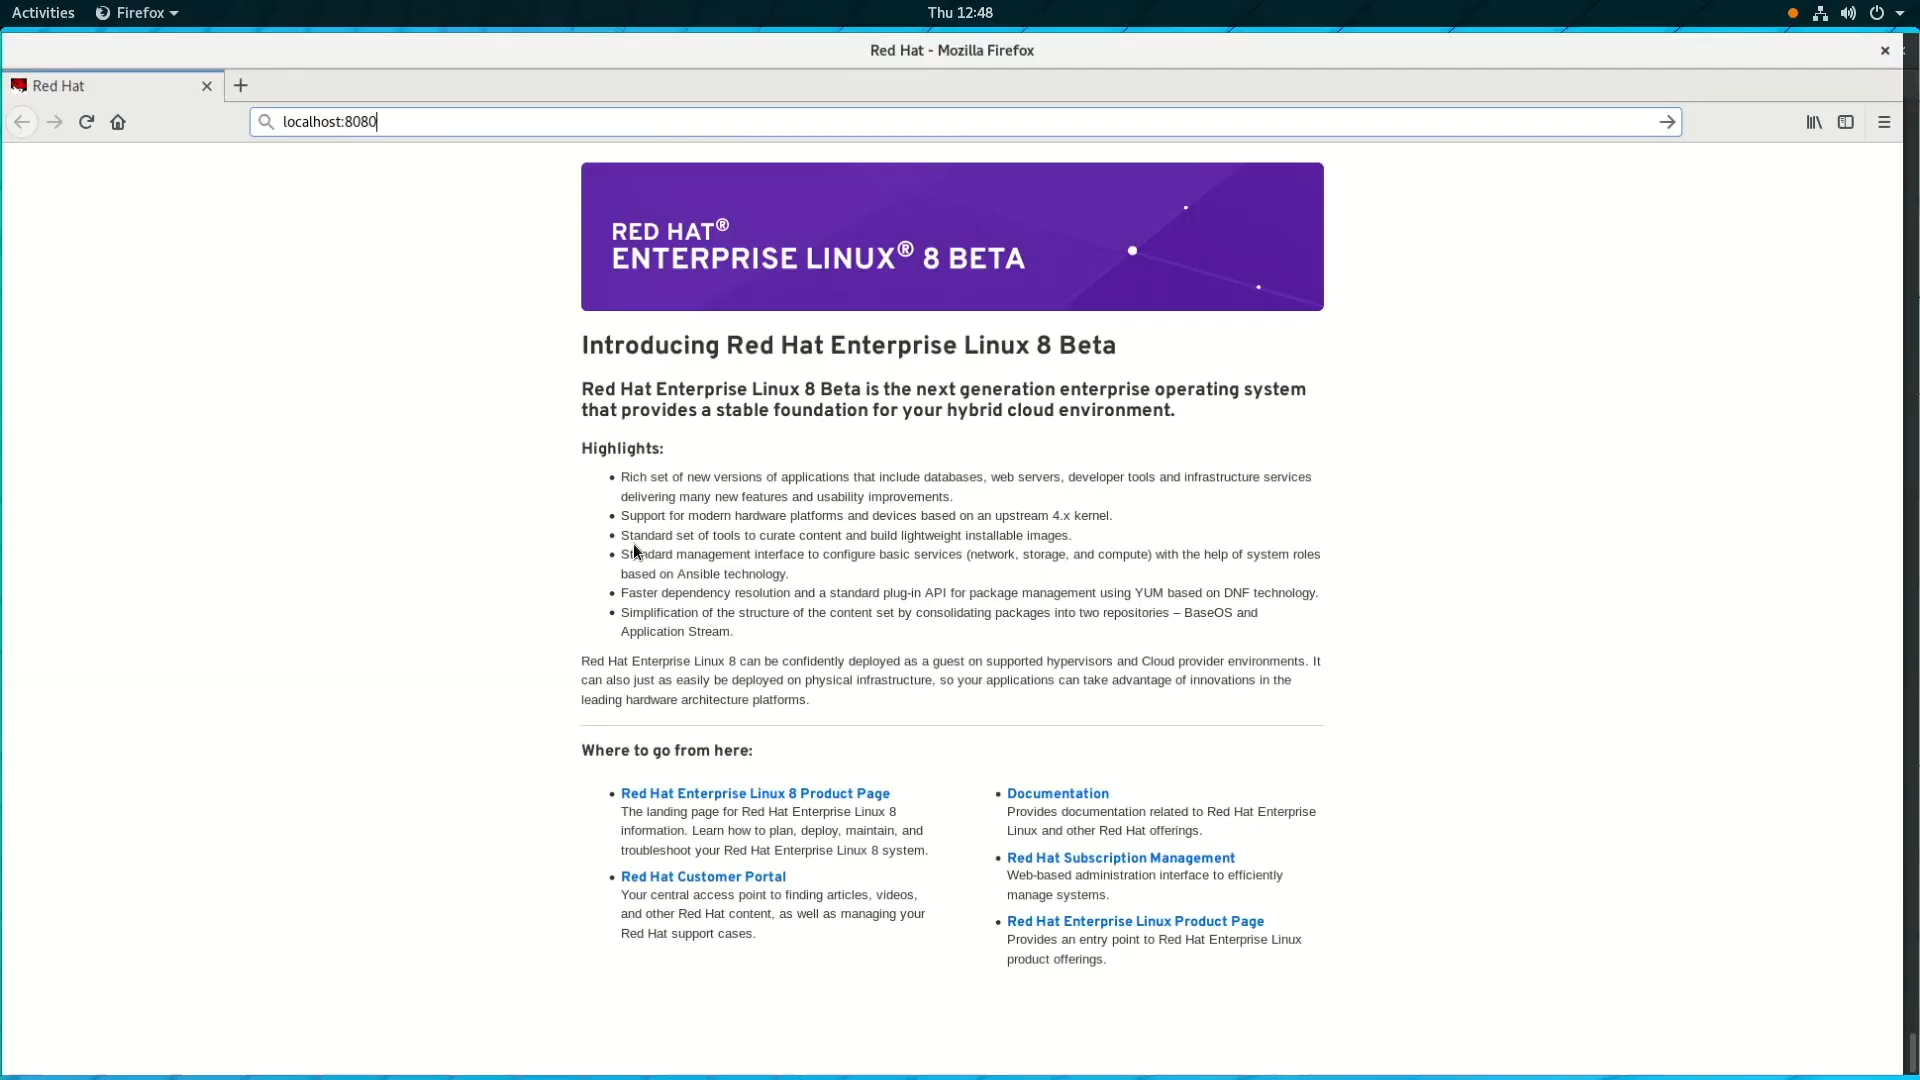 Activities Firefox Thu 12:48
Red Hat - Mozilla Firefox
Red Hat
localhost:8080
RED HAT®
ENTERPRISE LINUX® 8 BETA
Introducing Red Hat Enterprise Linux 8 Beta
Red Hat Enterprise Linux 8 Beta is the next generation enterprise operating system
that provides a stable foundation for your hybrid cloud environment.
Highlights:
• Rich set of new versions of applications that include databases, web servers, developer tools and infrastructure services
delivering many new features and usability improvements.
• Support for modern hardware platforms and devices based on an upstream 4.x kernel.
• Standard set of tools to curate content and build lightweight installable images.
• Standard management interface to configure basic services (network, storage, and compute) with the help of system roles
based on Ansible technology.
• Faster dependency resolution and a standard plug-in API for package management using YUM based on DNF technology.
• Simplification of the structure of the content set by consolidating packages into two repositories – BaseOS and
Application Stream.
Red Hat Enterprise Linux 8 can be confidently deployed as a guest on supported hypervisors and Cloud provider environments. It
can also just as easily be deployed on physical infrastructure, so your applications can take advantage of innovations in the
leading hardware architecture platforms.
Where to go from here:
• Red Hat Enterprise Linux 8 Product Page
The landing page for Red Hat Enterprise Linux 8
information. Learn how to plan, deploy, maintain, and
troubleshoot your Red Hat Enterprise Linux 8 system.
• Red Hat Customer Portal
Your central access point to finding articles, videos,
and other Red Hat content, as well as managing your
Red Hat support cases.
• Documentation
Provides documentation related to Red Hat Enterprise
Linux and other Red Hat offerings.
• Red Hat Subscription Management
Web-based administration interface to efficiently
manage systems.
• Red Hat Enterprise Linux Product Page
Provides an entry point to Red Hat Enterprise Linux
product offerings.